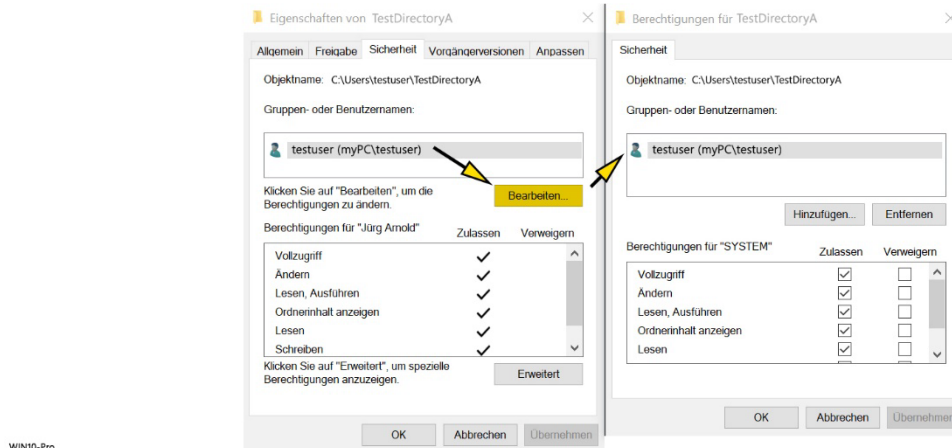 Eigenschaften von TestDirectoryA
Allgemein Freigabe Sicherheit Vorgängerversionen Anpassen
Objektname: C:\Users\testuser\TestDirectoryA
Gruppen- oder Benutzernamen:
testuser (myPC\testuser)
Klicken Sie auf "Bearbeiten", um die
Berechtigungen zu ändern.
Bearbeiten...
Berechtigungen für "Jürg Arnold" Zulassen Verweigern
Vollzugriff
Ändern
Lesen, Ausführen
Ordnerinhalt anzeigen
Lesen
Schreiben
Klicken Sie auf "Erweitert", um spezielle
Berechtigungen anzuzeigen.
Erweitert
OK Abbrechen Übernehmen
Berechtigungen für TestDirectoryA
Sicherheit
Objektname: C:\Users\testuser\TestDirectoryA
Gruppen- oder Benutzernamen:
testuser (myPC\testuser)
Hinzufügen... Entfernen
Berechtigungen für "SYSTEM" Zulassen Verweigern
Vollzugriff
Ändern
Lesen, Ausführen
Ordnerinhalt anzeigen
Lesen
OK Abbrechen Übernehmen
WIN10-Pro